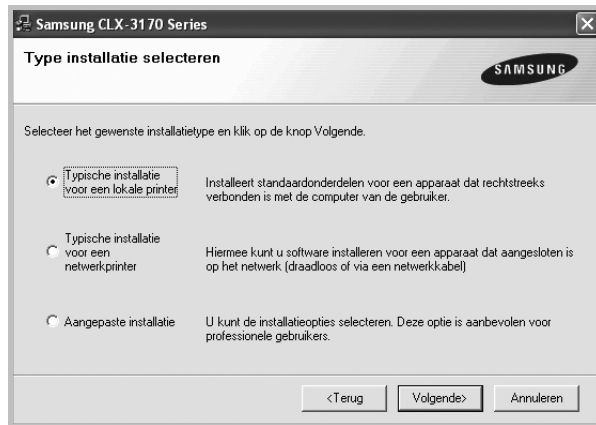 Samsung CLX-3170 Series
Type installatie selecteren
SAMSUNG
Selecteer het gewenste installatietype en klik op de knop Volgende.
Typische installatie
voor een lokale printer
Installeert standaardonderdelen voor een apparaat dat rechtstreeks
verbonden is met de computer van de gebruiker.
Typische installatie
voor een
netwerkprinter
Hiermee kunt u software installeren voor een apparaat dat aangesloten is
op het netwerk (draadloos of via een netwerkkabel)
Aangepaste installatie
U kunt de installatieopties selecteren. Deze optie is aanbevolen voor
professionele gebruikers.
<Terug
Volgende>
Annuleren